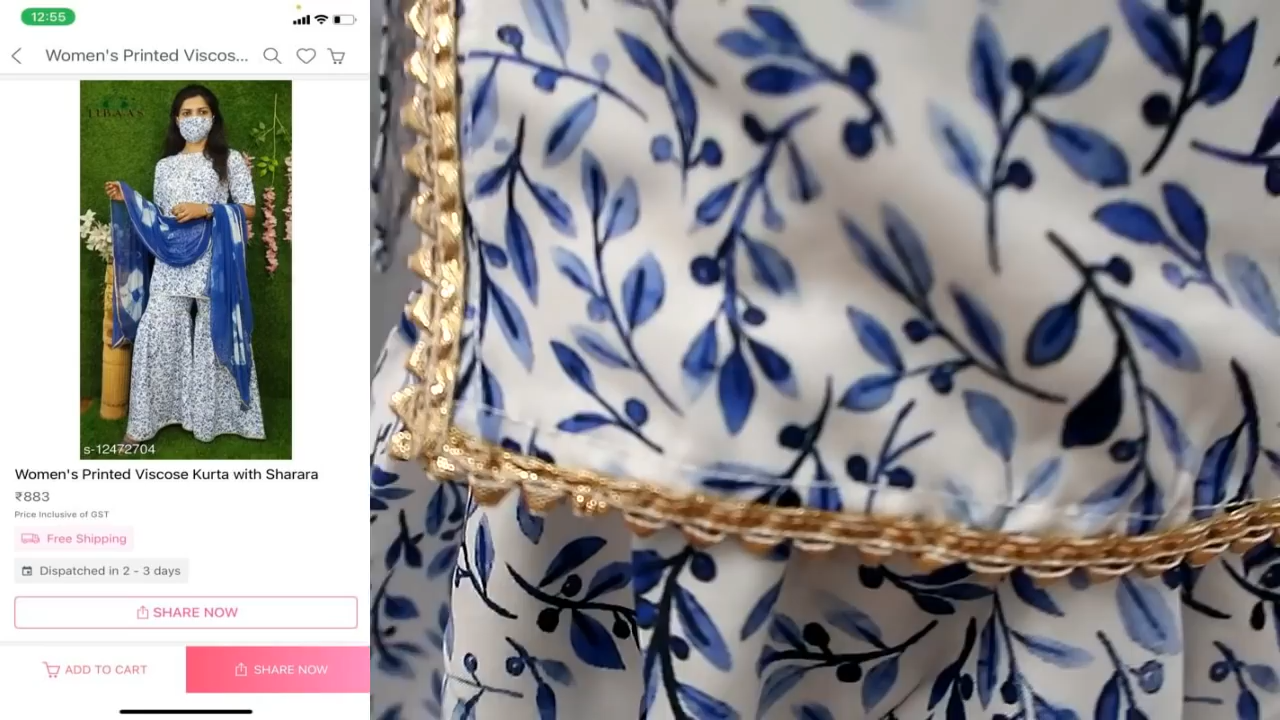 12:55
Women's Printed Viscos...
s-12472704
Women's Printed Viscose Kurta with Sharara
₹883
Price Inclusive of GST
Free Shipping
Dispatched in 2 - 3 days
SHARE NOW
ADD TO CART
SHARE NOW